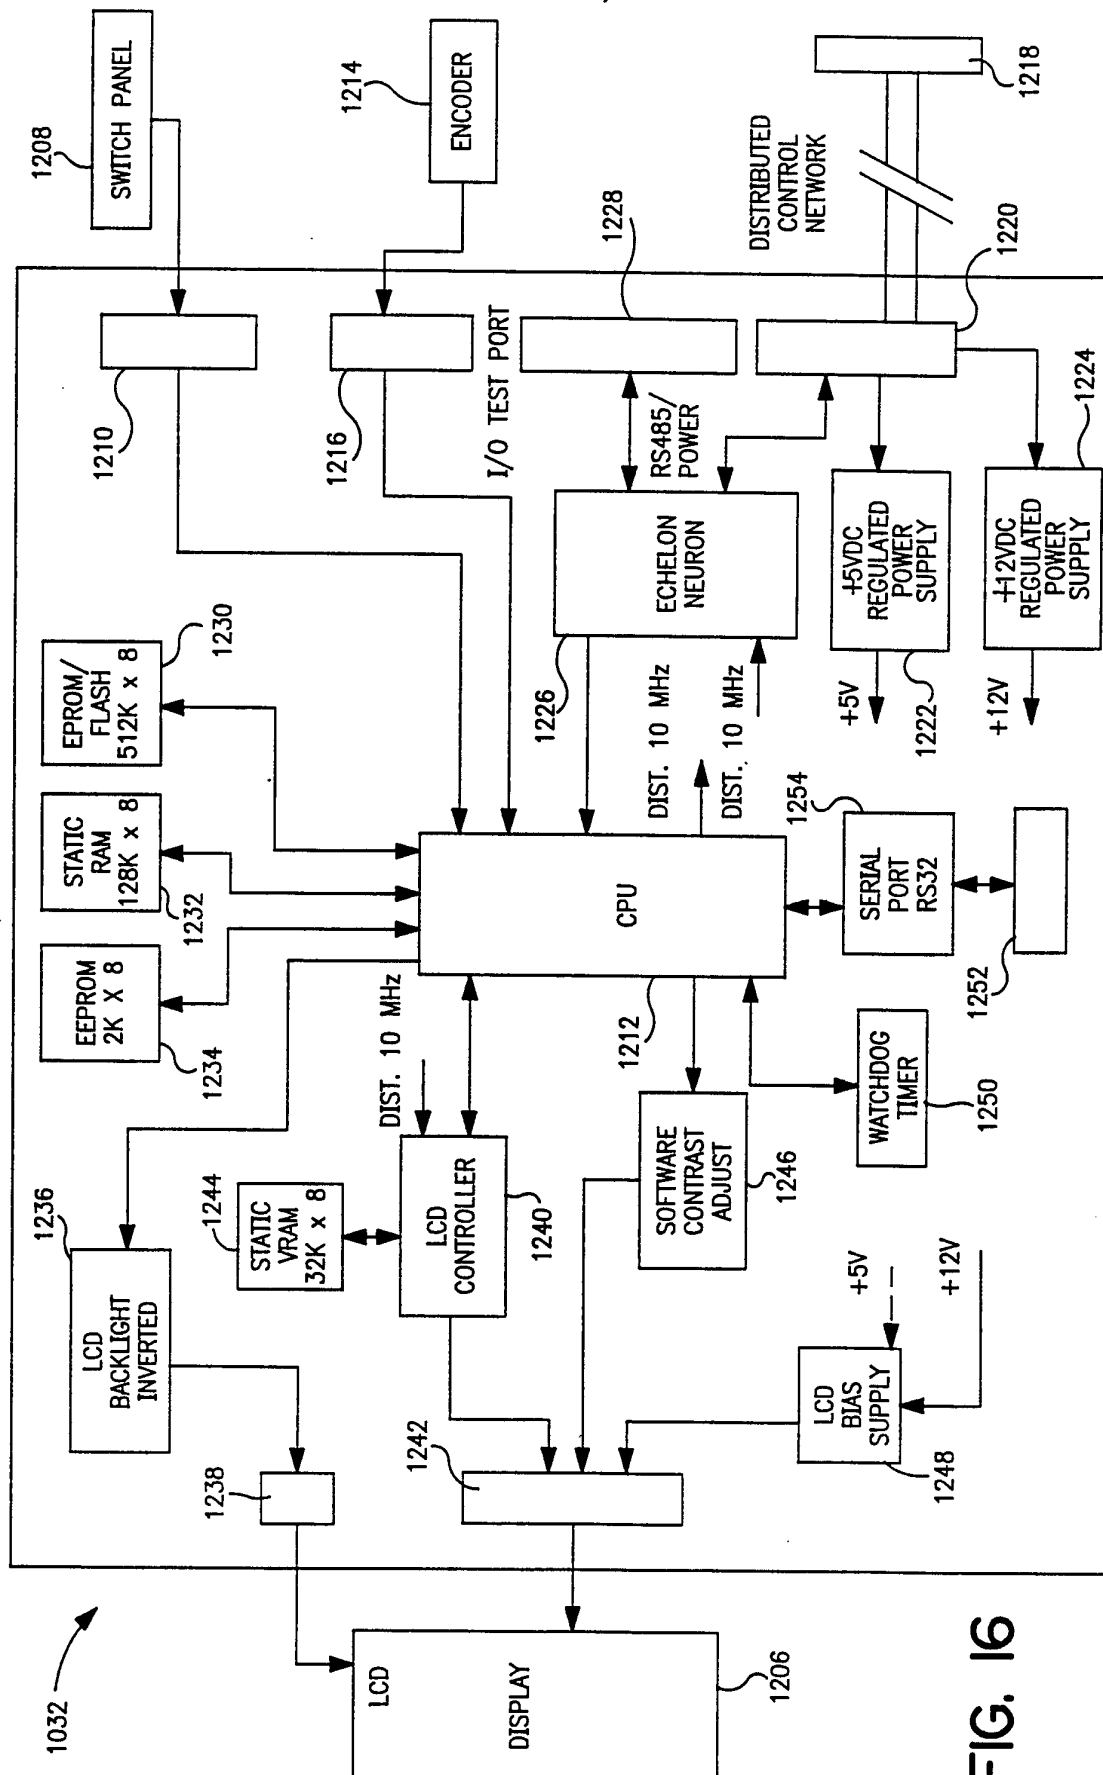 1032
LCD
DISPLAY
1206
FIG. 16
1238
1242
1236
LCD
BACKLIGHT
INVERTED
1244
STATIC
VRAM
32K x 8
LCD
CONTROLLER
1240
DIST. 10 MHz
SOFTWARE
CONTRAST
ADJUST
1246
LCD
BIAS
SUPPLY
1248
+5V
+12V
EEPROM
2K X 8
1234
STATIC
RAM
128K x 8
1232
EPROM/
FLASH
512K x 8
1230
CPU
1212
WATCHDOG
TIMER
1250
SERIAL
PORT
RS32
1254
1252
DIST. 10 MHz
DIST. 10 MHz
1226
ECHELON
NEURON
+5V
+5VDC
REGULATED
POWER
SUPPLY
1222
+12V
+12VDC
REGULATED
POWER
SUPPLY
1224
1210
1216
I/O TEST PORT
RS485/
POWER
1228
1220
1208
SWITCH PANEL
1214
ENCODER
DISTRIBUTED
CONTROL
NETWORK
1218